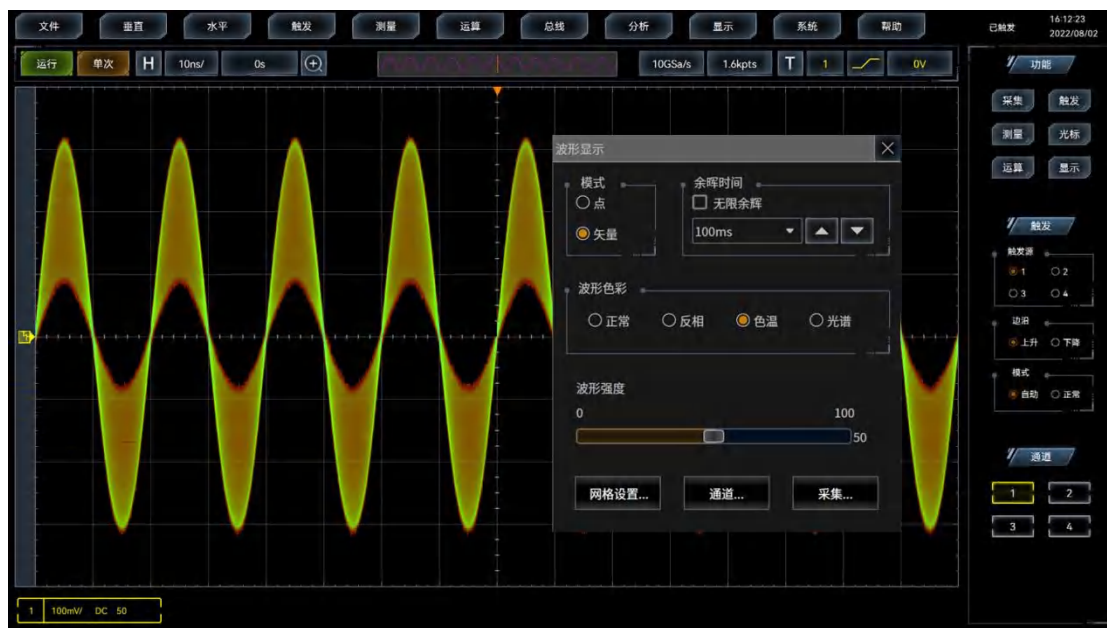 文件 垂直 水平 触发 测量 运算 总线 分析 显示 系统 帮助 已触发 16:12:23
2022/08/02
运行 单次 H 10ns/ 0s 10GSa/s 1.6kpts T 1 0V
功能
采集 触发
测量 光标
运算 显示
波形显示
模式 余晖时间
点 无限余辉
矢量 100ms
波形色彩
正常 反相 色温 光谱
波形强度
0 100
50
网格设置... 通道... 采集...
触发
触发源
1 2
3 4
边沿
上升 下降
模式
自动 正常
通道
1 2
3 4
1 100mV/ DC 50